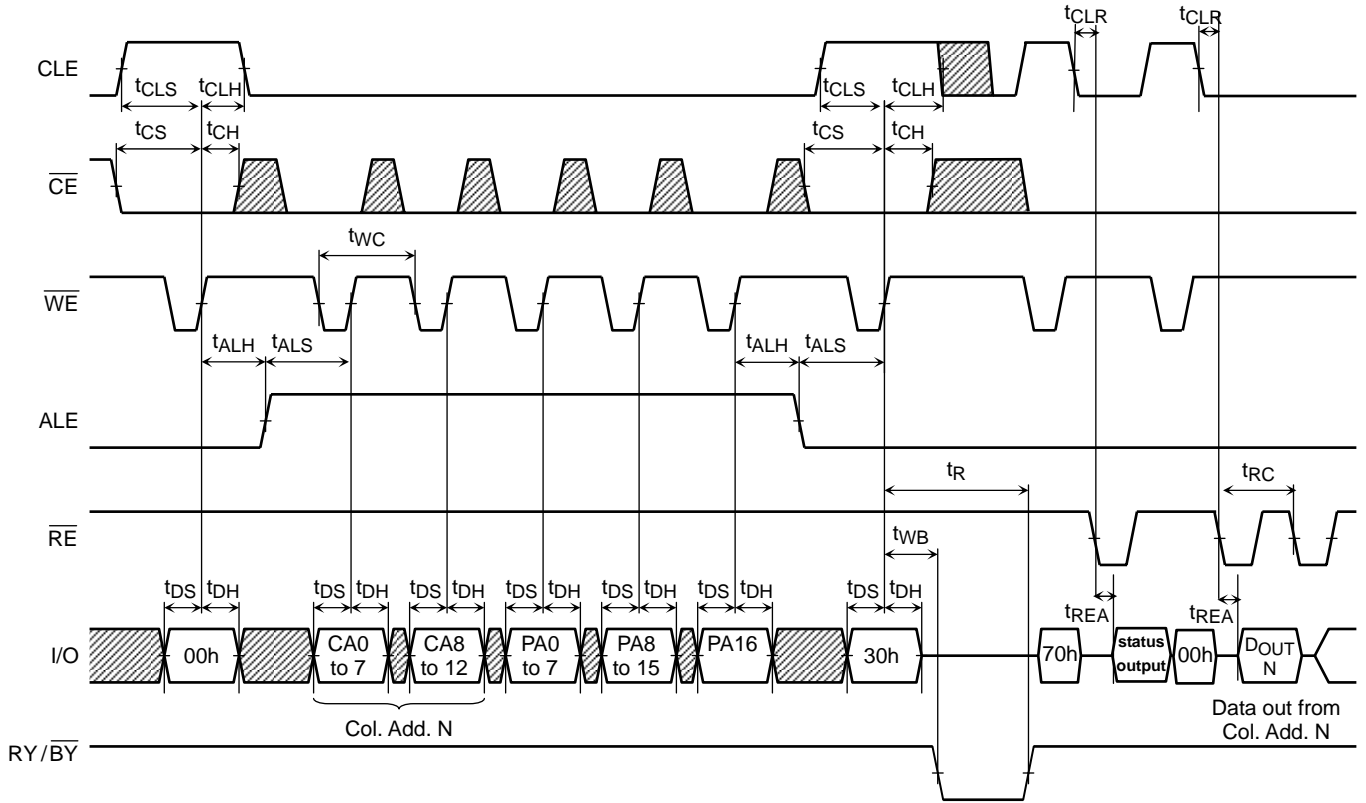 tCLR tCLR
CLE
tCLS tCLH tCLS tCLH
tCS tCH tCS tCH
CE
tWC
WE
tALH tALS tALH tALS
ALE
tR
tRC
RE
tWB
tDS tDH tDS tDH tDS tDH tDS tDH tDS tDH tDS tDH tDS tDH
tREA tREA
I/O 00h CA0 to 7 CA8 to 12 PA0 to 7 PA8 to 15 PA16 30h 70h status output 00h DOUT N
Col. Add. N
Data out from
Col. Add. N
RY/BY